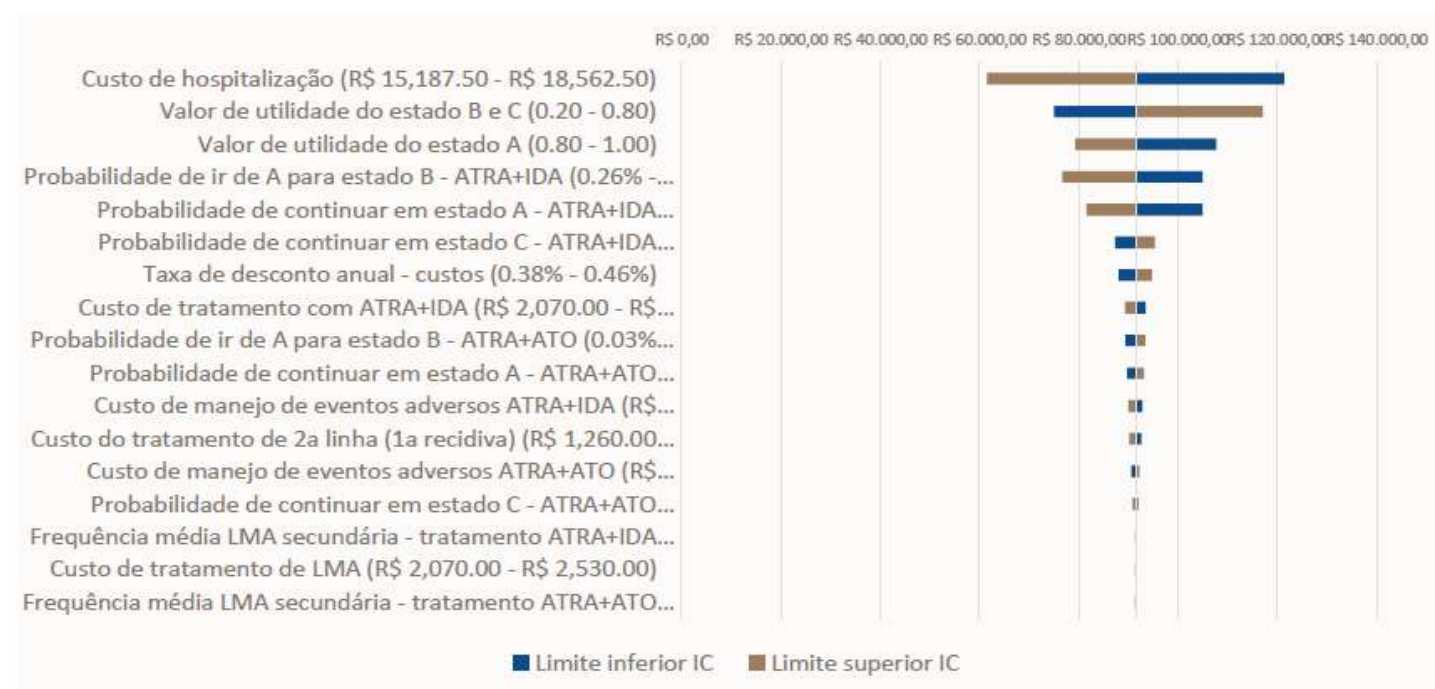 R$ 0,00 R$ 20.000,00 R$ 40.000,00 R$ 60.000,00 R$ 80.000,00 R$ 100.000,00 R$ 120.000,00 R$ 140.000,00
Custo de hospitalização (R$ 15,187.50 - R$ 18,562.50)
Valor de utilidade do estado B e C (0.20 - 0.80)
Valor de utilidade do estado A (0.80 - 1.00)
Probabilidade de ir de A para estado B - ATRA+IDA (0.26% -...
Probabilidade de continuar em estado A - ATRA+IDA...
Probabilidade de continuar em estado C - ATRA+IDA...
Taxa de desconto anual - custos (0.38% - 0.46%)
Custo de tratamento com ATRA+IDA (R$ 2,070.00 - R$...
Probabilidade de ir de A para estado B - ATRA+ATO (0.03%...
Probabilidade de continuar em estado A - ATRA+ATO...
Custo de manejo de eventos adversos ATRA+IDA (R$...
Custo do tratamento de 2a linha (1a recidiva) (R$ 1,260.00...
Custo de manejo de eventos adversos ATRA+ATO (R$...
Probabilidade de continuar em estado C - ATRA+ATO...
Frequência média LMA secundária - tratamento ATRA+IDA...
Custo de tratamento de LMA (R$ 2,070.00 - R$ 2,530.00)
Frequência média LMA secundária - tratamento ATRA+ATO...
Limite inferior IC Limite superior IC